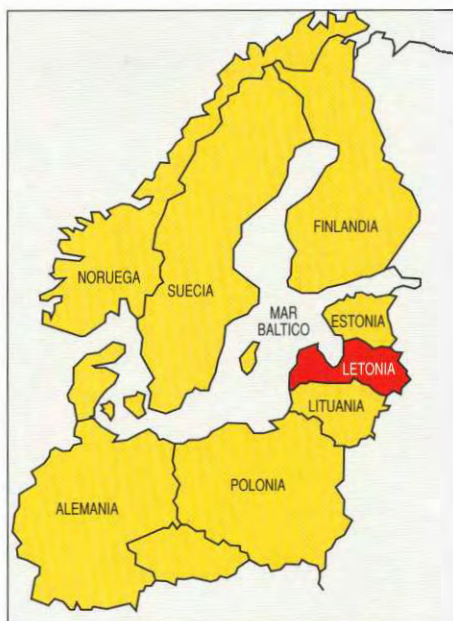 FINLANDIA
NORUEGA
SUECIA
MAR
BALTICO
ESTONIA
LETONIA
LITUANIA
POLONIA
ALEMANIA